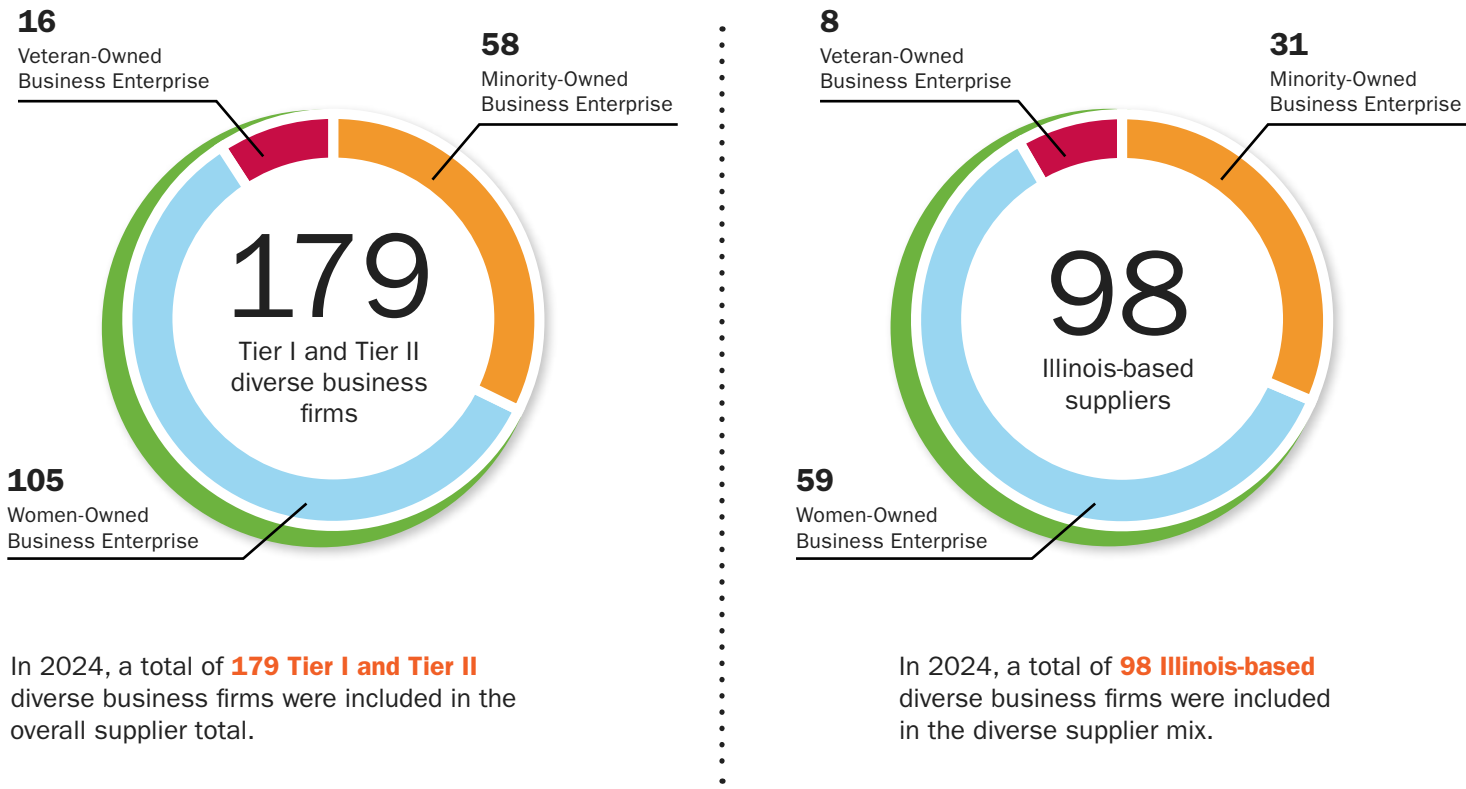 16
Veteran-Owned
Business Enterprise
58
Minority-Owned
Business Enterprise
179
Tier I and Tier II
diverse business
firms
105
Women-Owned
Business Enterprise
In 2024, a total of 179 Tier I and Tier II
diverse business firms were included in the
overall supplier total.
8
Veteran-Owned
Business Enterprise
31
Minority-Owned
Business Enterprise
98
Illinois-based
suppliers
59
Women-Owned
Business Enterprise
In 2024, a total of 98 Illinois-based
diverse business firms were included
in the diverse supplier mix.